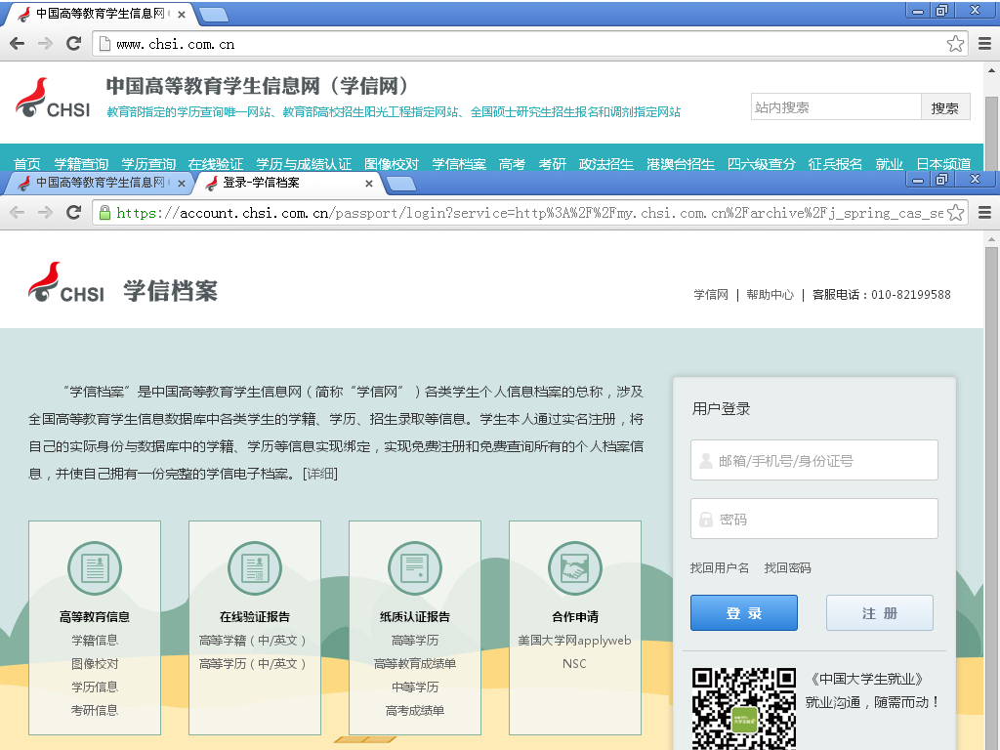 中国高等教育学生信息网（
www.chsi.com.cn
CHSI
中国高等教育学生信息网（学信网）
教育部指定的学历查询唯一网站、教育部高校招生阳光工程指定网站、全国硕士研究生招生报名和调剂指定网站
站内搜索 搜索
首页 学籍查询 学历查询 在线验证 学历与成绩认证 图像校对 学信档案 高考 考研 政法招生 港澳台招生 四六级查分 征兵报名 就业 日本频道
中国高等教育学生信息网（ 登录-学信档案
https://account.chsi.com.cn/passport/login?service=http%3A%2F%2Fmy.chsi.com.cn%2Farchive%2Fj_spring_cas_se
CHSI 学信档案
学信网 | 帮助中心 | 客服电话：010-82199588
“学信档案”是中国高等教育学生信息网（简称“学信网”）各类学生个人信息档案的总称，涉及
全国高等教育学生信息数据库中各类学生的学籍、学历、招生录取等信息。学生本人通过实名注册，将
自己的实际身份与数据库中的学籍、学历等信息实现绑定，实现免费注册和免费查询所有的个人档案信
息，并使自己拥有一份完整的学信电子档案。[详细]
高等教育信息
学籍信息
图像校对
学历信息
考研信息
在线验证报告
高等学籍（中/英文）
高等学历（中/英文）
纸质认证报告
高等学历
高等教育成绩单
中等学历
高考成绩单
合作申请
美国大学网applyweb
NSC
用户登录
邮箱/手机号/身份证号
密码
找回用户名 找回密码
登 录 注 册
《中国大学生就业》
就业沟通，随需而动！